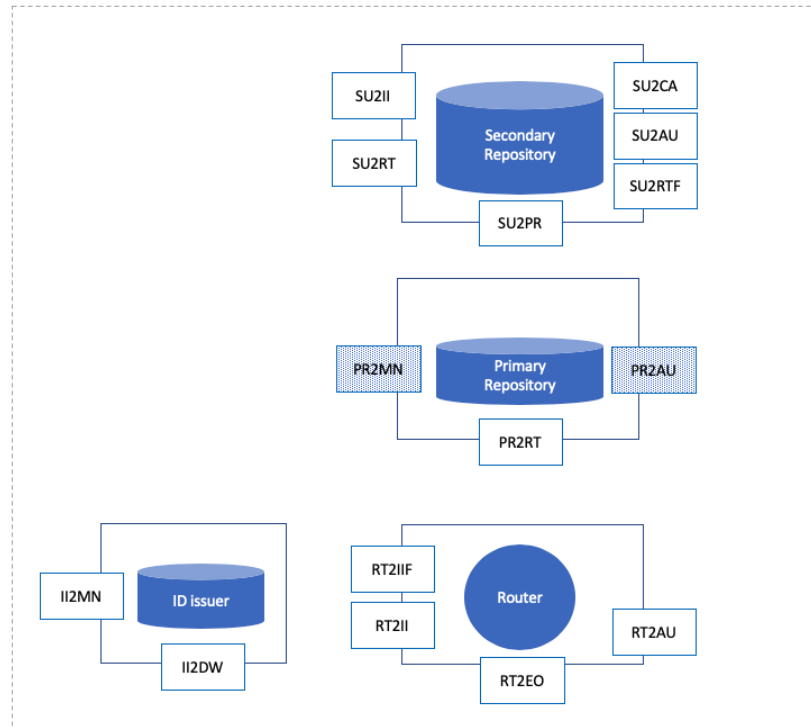 SU2II
SU2CA
Secondary
Repository
SU2AU
SU2RT
SU2RTF
SU2PR
PR2MN
Primary
Repository
PR2AU
PR2RT
RT2IIF
II2MN
ID issuer
Router
RT2II
RT2AU
II2DW
RT2EO